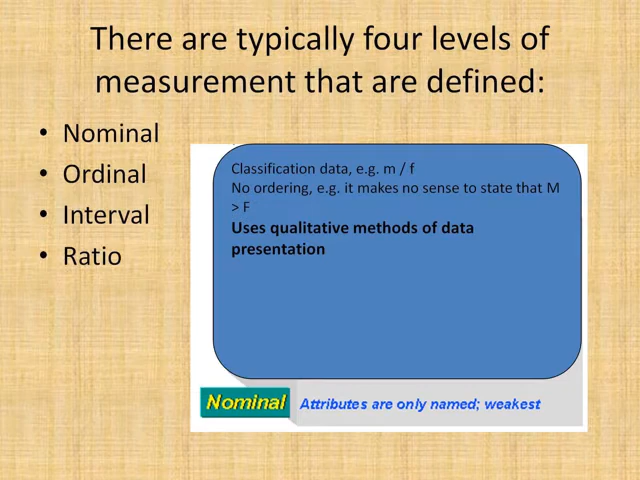 There are typically four levels of
measurement that are defined:
• Nominal
• Ordinal
• Interval
• Ratio
Classification data, e.g. m / f
No ordering, e.g. it makes no sense to state that M
> F
Uses qualitative methods of data
presentation
Nominal Attributes are only named; weakest